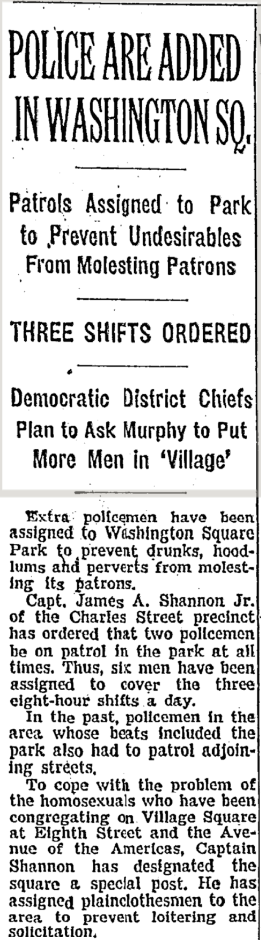 POLICE ARE ADDED
IN WASHINGTON SQ.
Patrols Assigned to Park
to Prevent Undesirables
From Molesting Patrons
THREE SHIFTS ORDERED
Democratic District Chiefs
Plan to Ask Murphy to Put
More Men in 'Village'
Extra policemen have been
assigned to Washington Square
Park to prevent drunks, hood-
lums and perverts from molest-
ing its patrons.
Capt. James A. Shannon Jr.
of the Charles Street precinct
has ordered that two policemen
be on patrol in the park at all
times. Thus, six men have been
assigned to cover the three
eight-hour shifts a day.
In the past, policemen in the
area whose beats included the
park also had to patrol adjoin-
ing streets.
To cope with the problem of
the homosexuals who have been
congregating on Village Square
at Eighth Street and the Ave-
nue of the Americas, Captain
Shannon has designated the
square a special post. He has
assigned plainclothesmen to the
area to prevent loitering and
solicitation.